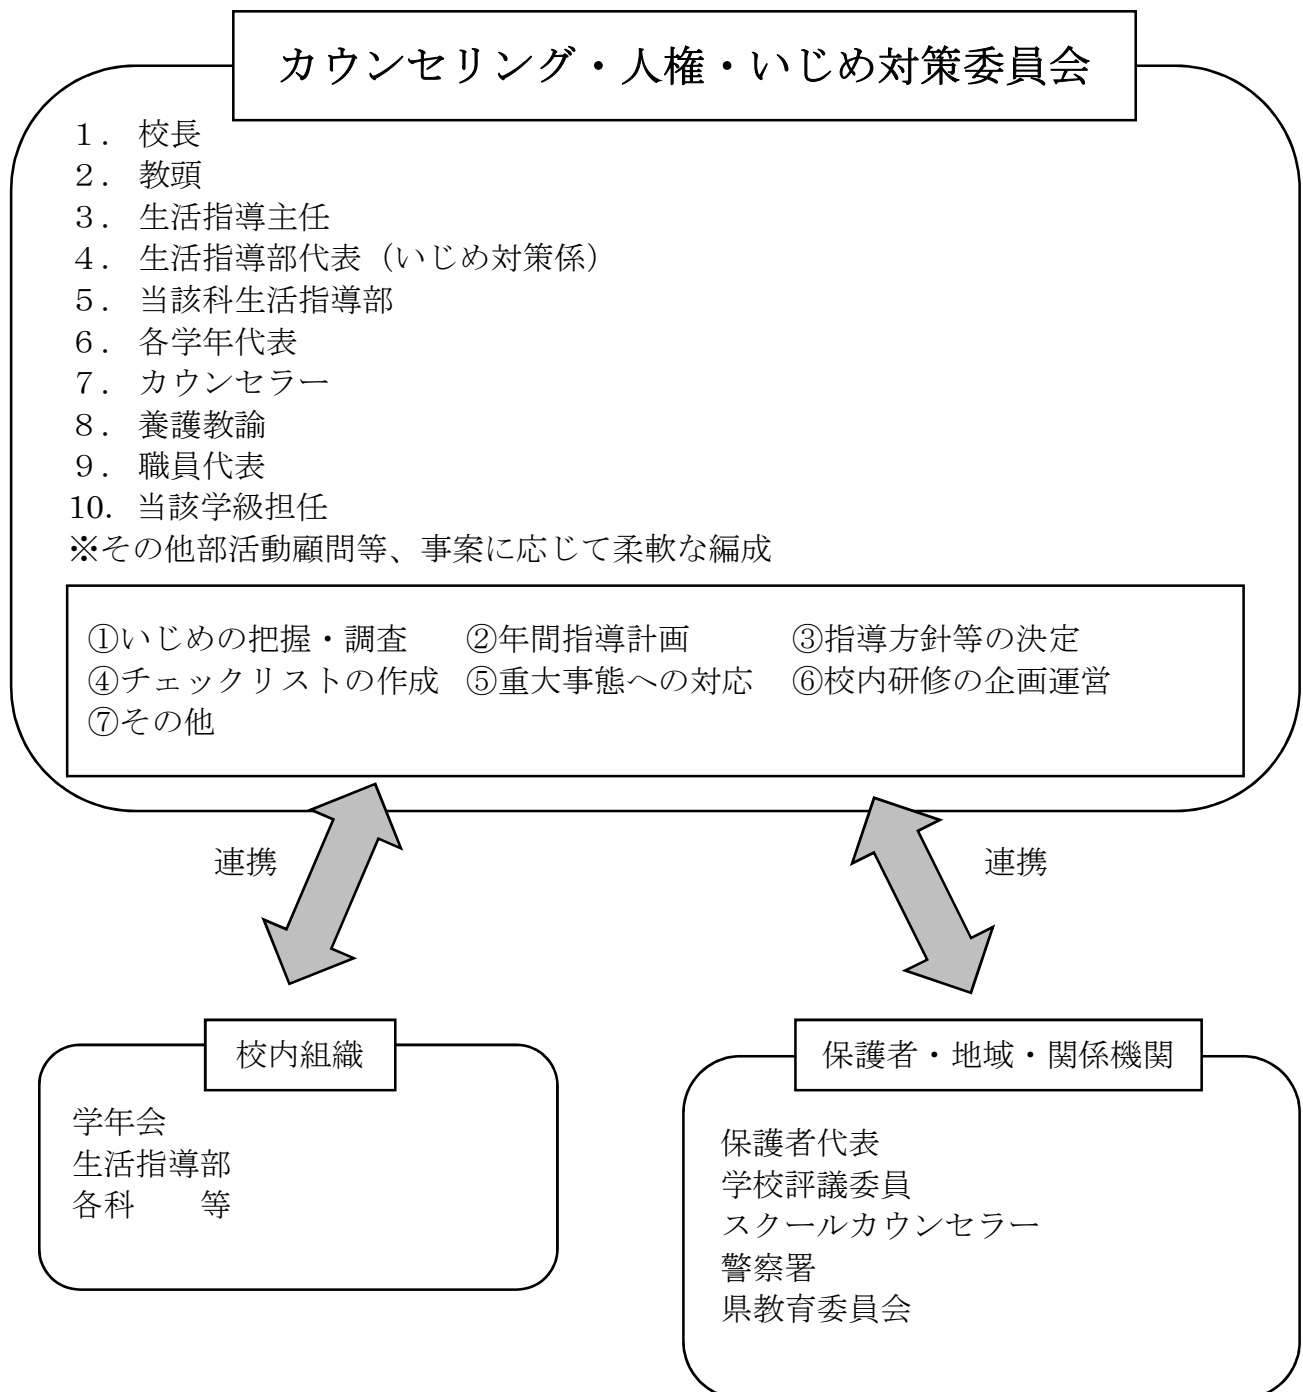 カウンセリング・人権・いじめ対策委員会
１．校長
２．教頭
３．生活指導主任
４．生活指導部代表（いじめ対策係）
５．当該科生活指導部
６．各学年代表
７．カウンセラー
８．養護教諭
９．職員代表
10．当該学級担任
※その他部活動顧問等、事案に応じて柔軟な編成
①いじめの把握・調査　②年間指導計画　③指導方針等の決定
④チェックリストの作成　⑤重大事態への対応　⑥校内研修の企画運営
⑦その他
連携
連携
校内組織
学年会
生活指導部
各科　　等
保護者・地域・関係機関
保護者代表
学校評議委員
スクールカウンセラー
警察署
県教育委員会